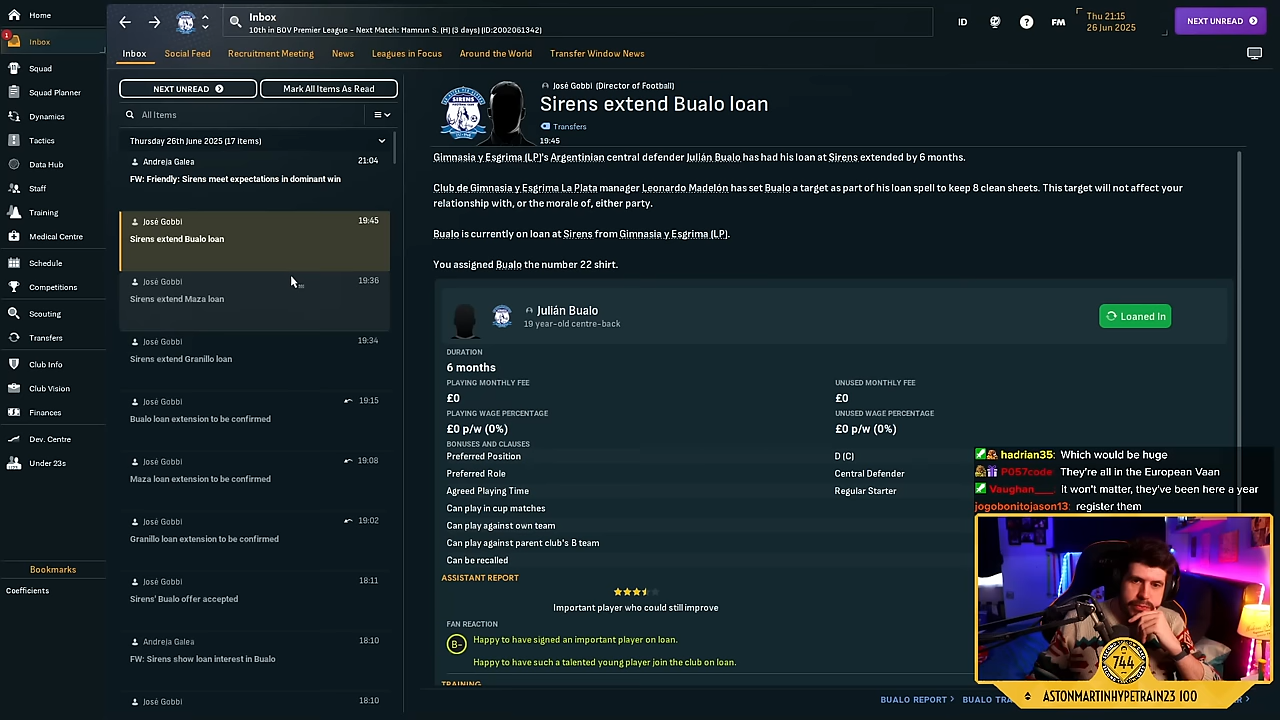 Home
Inbox
1
Squad
Squad Planner
Dynamics
Tactics
Data Hub
Staff
Training
Medical Centre
Schedule
Competitions
Scouting
Transfers
Club Info
Club Vision
Finances
Dev. Centre
Under 23s
Bookmarks
Coefficients
Inbox
10th in BOV Premier League - Next Match: Hamrun S. (H) (3 days) (ID:2002061342)
ID
?
FM
Thu 21:15
26 Jun 2025
NEXT UNREAD
Inbox
Social Feed
Recruitment Meeting
News
Leagues in Focus
Around the World
Transfer Window News
NEXT UNREAD
Mark All Items As Read
All Items
Thursday 26th June 2025 (17 Items)
Andreja Galea
21:04
FW: Friendly: Sirens meet expectations in dominant win
José Gobbi
19:45
Sirens extend Bualo loan
José Gobbi
19:36
Sirens extend Maza loan
José Gobbi
19:34
Sirens extend Granillo loan
José Gobbi
19:15
Bualo loan extension to be confirmed
José Gobbi
19:08
Maza loan extension to be confirmed
José Gobbi
19:02
Granillo loan extension to be confirmed
José Gobbi
18:11
Sirens' Bualo offer accepted
Andreja Galea
18:10
FW: Sirens show loan interest in Bualo
José Gobbi
18:10
SIRENS
José Gobbi (Director of Football)
Sirens extend Bualo loan
Transfers
19:45
Gimnasia y Esgrima (LP)'s Argentinian central defender Julián Bualo has had his loan at Sirens extended by 6 months.
Club de Gimnasia y Esgrima La Plata manager Leonardo Madelón has set Bualo a target as part of his loan spell to keep 8 clean sheets. This target will not affect your
relationship with, or the morale of, either party.
Bualo is currently on loan at Sirens from Gimnasia y Esgrima (LP).
You assigned Bualo the number 22 shirt.
Julián Bualo
19 year-old centre-back
Loaned In
DURATION
6 months
PLAYING MONTHLY FEE
£0
UNUSED MONTHLY FEE
£0
PLAYING WAGE PERCENTAGE
£0 p/w (0%)
UNUSED WAGE PERCENTAGE
£0 p/w (0%)
BONUSES AND CLAUSES
Preferred Position
D (C)
Preferred Role
Central Defender
Agreed Playing Time
Regular Starter
Can play in cup matches
Can play against own team
Can play against parent club's B team
Can be recalled
ASSISTANT REPORT
Important player who could still improve
FAN REACTION
B-
Happy to have signed an important player on loan.
Happy to have such a talented young player join the club on loan.
TRAINING
BUALO REPORT
BUALO TRA
hadrian35: Which would be huge
P057code: They're all in the European Vaan
Vaughan___: It won't matter, they've been here a year
jogobonitojason13: register them
744
ASTONMARTINHYPETRAIN23 100